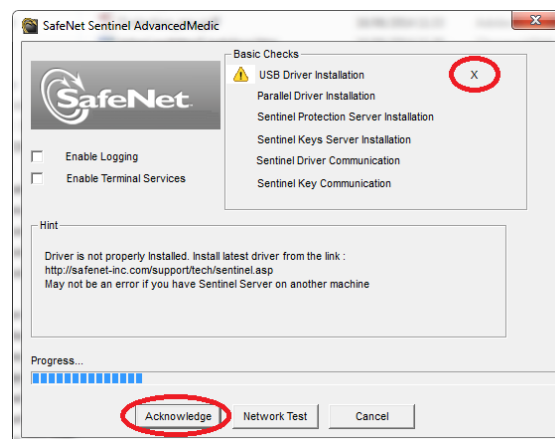 SafeNet Sentinel AdvancedMedic
X
Basic Checks
USB Driver Installation X
Parallel Driver Installation
Sentinel Protection Server Installation
Sentinel Keys Server Installation
Sentinel Driver Communication
Sentinel Key Communication
SafeNet.
Enable Logging
Enable Terminal Services
Hint
Driver is not properly Installed. Install latest driver from the link :
http://safenet-inc.com/support/tech/sentinel.asp
May not be an error if you have Sentinel Server on another machine
Progress...
Acknowledge Network Test Cancel